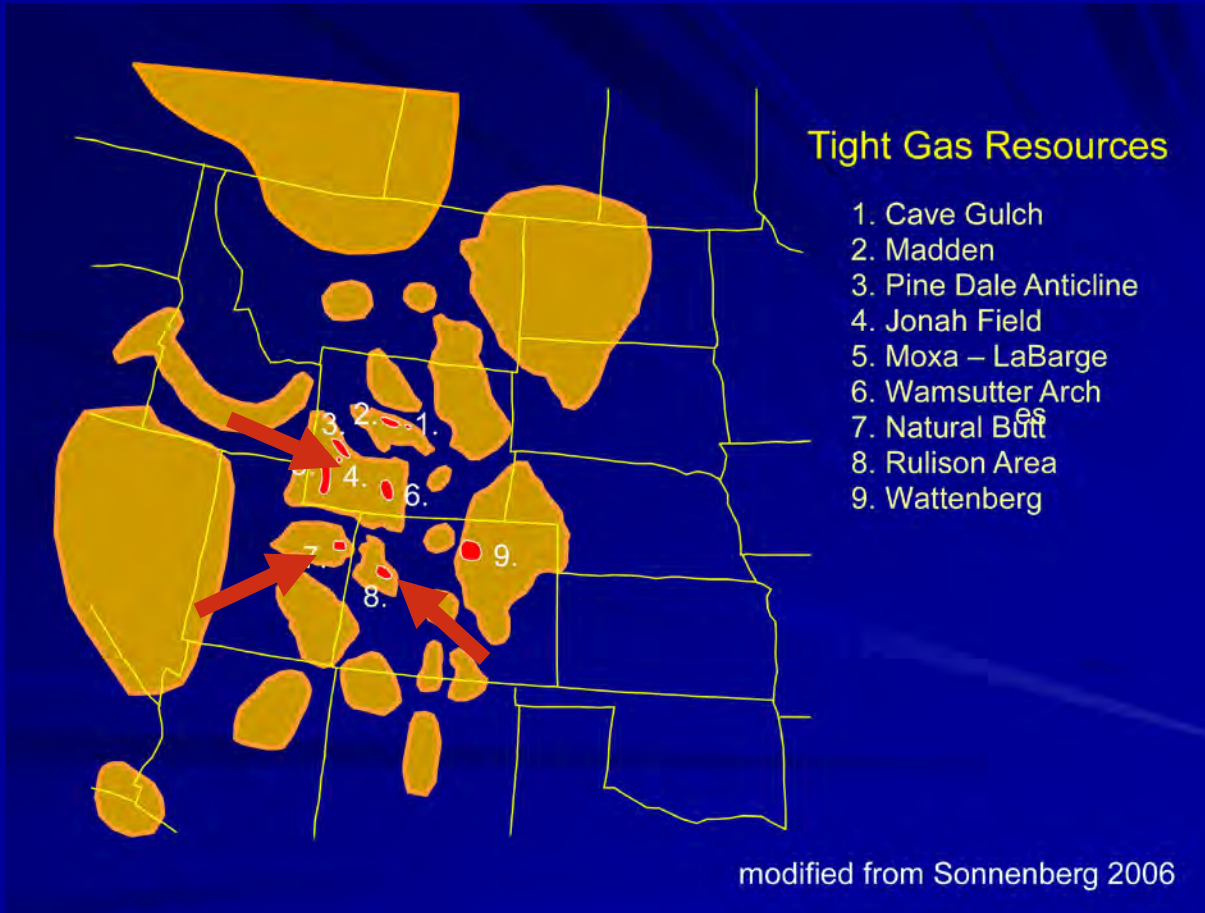 Tight Gas Resources
1. Cave Gulch
2. Madden
3. Pine Dale Anticline
4. Jonah Field
5. Moxa – LaBarge
6. Wamsutter Arch
7. Natural Butt
es
8. Rulison Area
9. Wattenberg
3.
2.
1.
4.
6.
7.
8.
9.
modified from Sonnenberg 2006